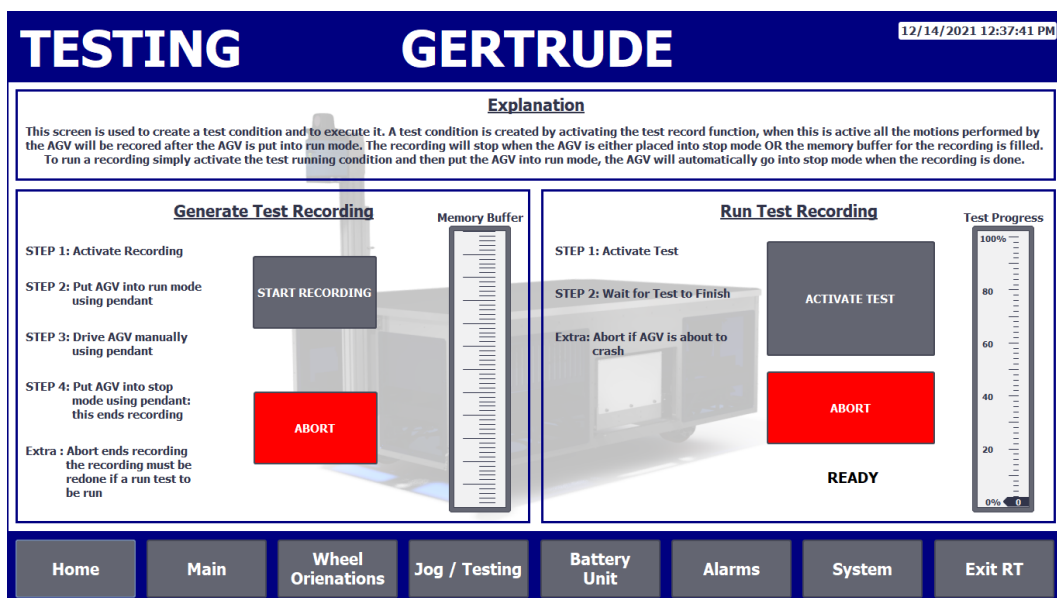 TESTING GERTRUDE 12/14/2021 12:37:41 PM
Explanation
This screen is used to create a test condition and to execute it. A test condition is created by activating the test record function, when this is active all the motions performed by
the AGV will be recored after the AGV is put into run mode. The recording will stop when the AGV is either placed into stop mode OR the memory buffer for the recording is filled.
To run a recording simply activate the test running condition and then put the AGV into run mode, the AGV will automatically go into stop mode when the recording is done.
Generate Test Recording
Memory Buffer
STEP 1: Activate Recording
STEP 2: Put AGV into run mode
using pendant
STEP 3: Drive AGV manually
using pendant
STEP 4: Put AGV into stop
mode using pendant:
this ends recording
Extra : Abort ends recording
the recording must be
redone if a run test to
be run
START RECORDING
ABORT
Run Test Recording
Test Progress
STEP 1: Activate Test
STEP 2: Wait for Test to Finish
Extra: Abort if AGV is about to
crash
ACTIVATE TEST
ABORT
READY
100%
80
60
40
20
0% 0
Home Main Wheel Orienations Jog / Testing Battery Unit Alarms System Exit RT